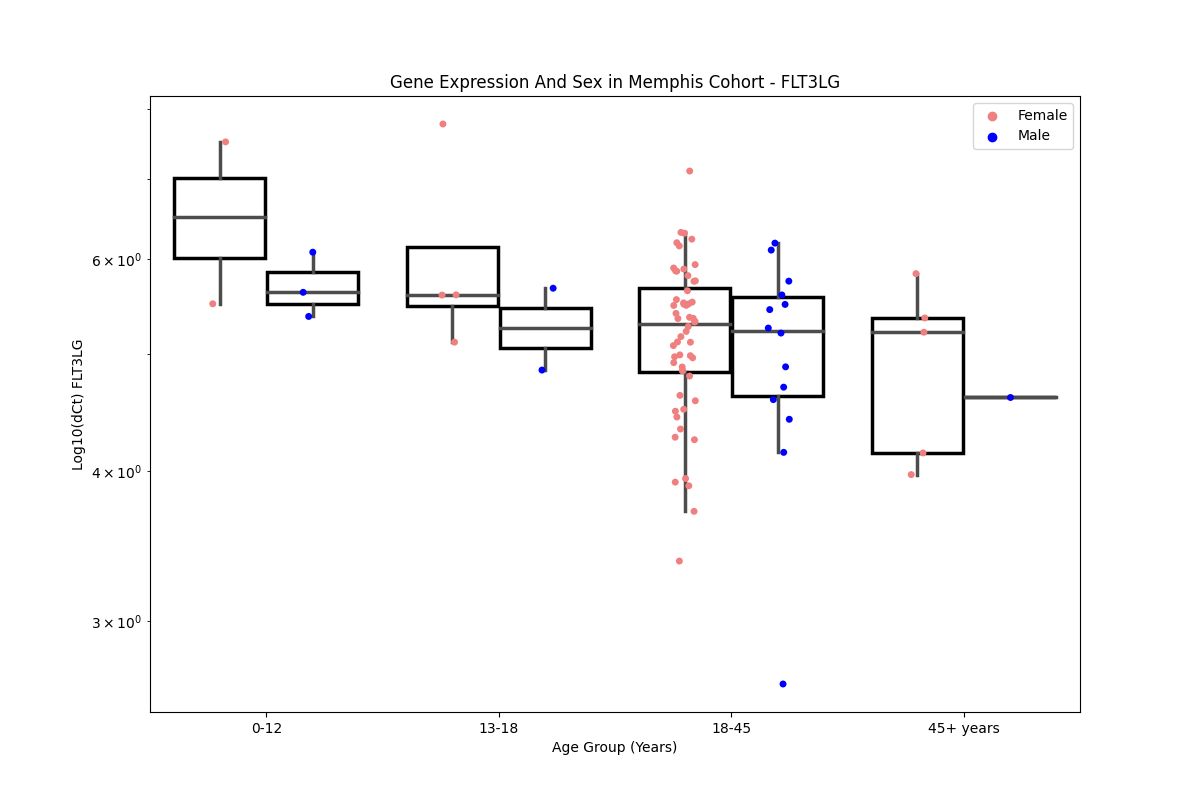 Gene Expression And Sex in Memphis Cohort - FLT3LG
Female
Male
Log10(dCt) FLT3LG
6 × 10⁰
4 × 10⁰
3 × 10⁰
0-12
13-18
18-45
45+ years
Age Group (Years)